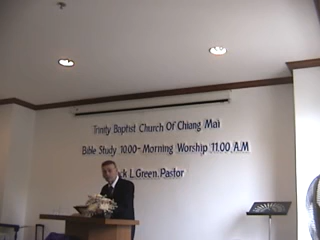 Trinity Baptist Church Of Chiang Mai
Bible Study 10:00-Morning Worship 11:00 A.M
L.Green.Pastor